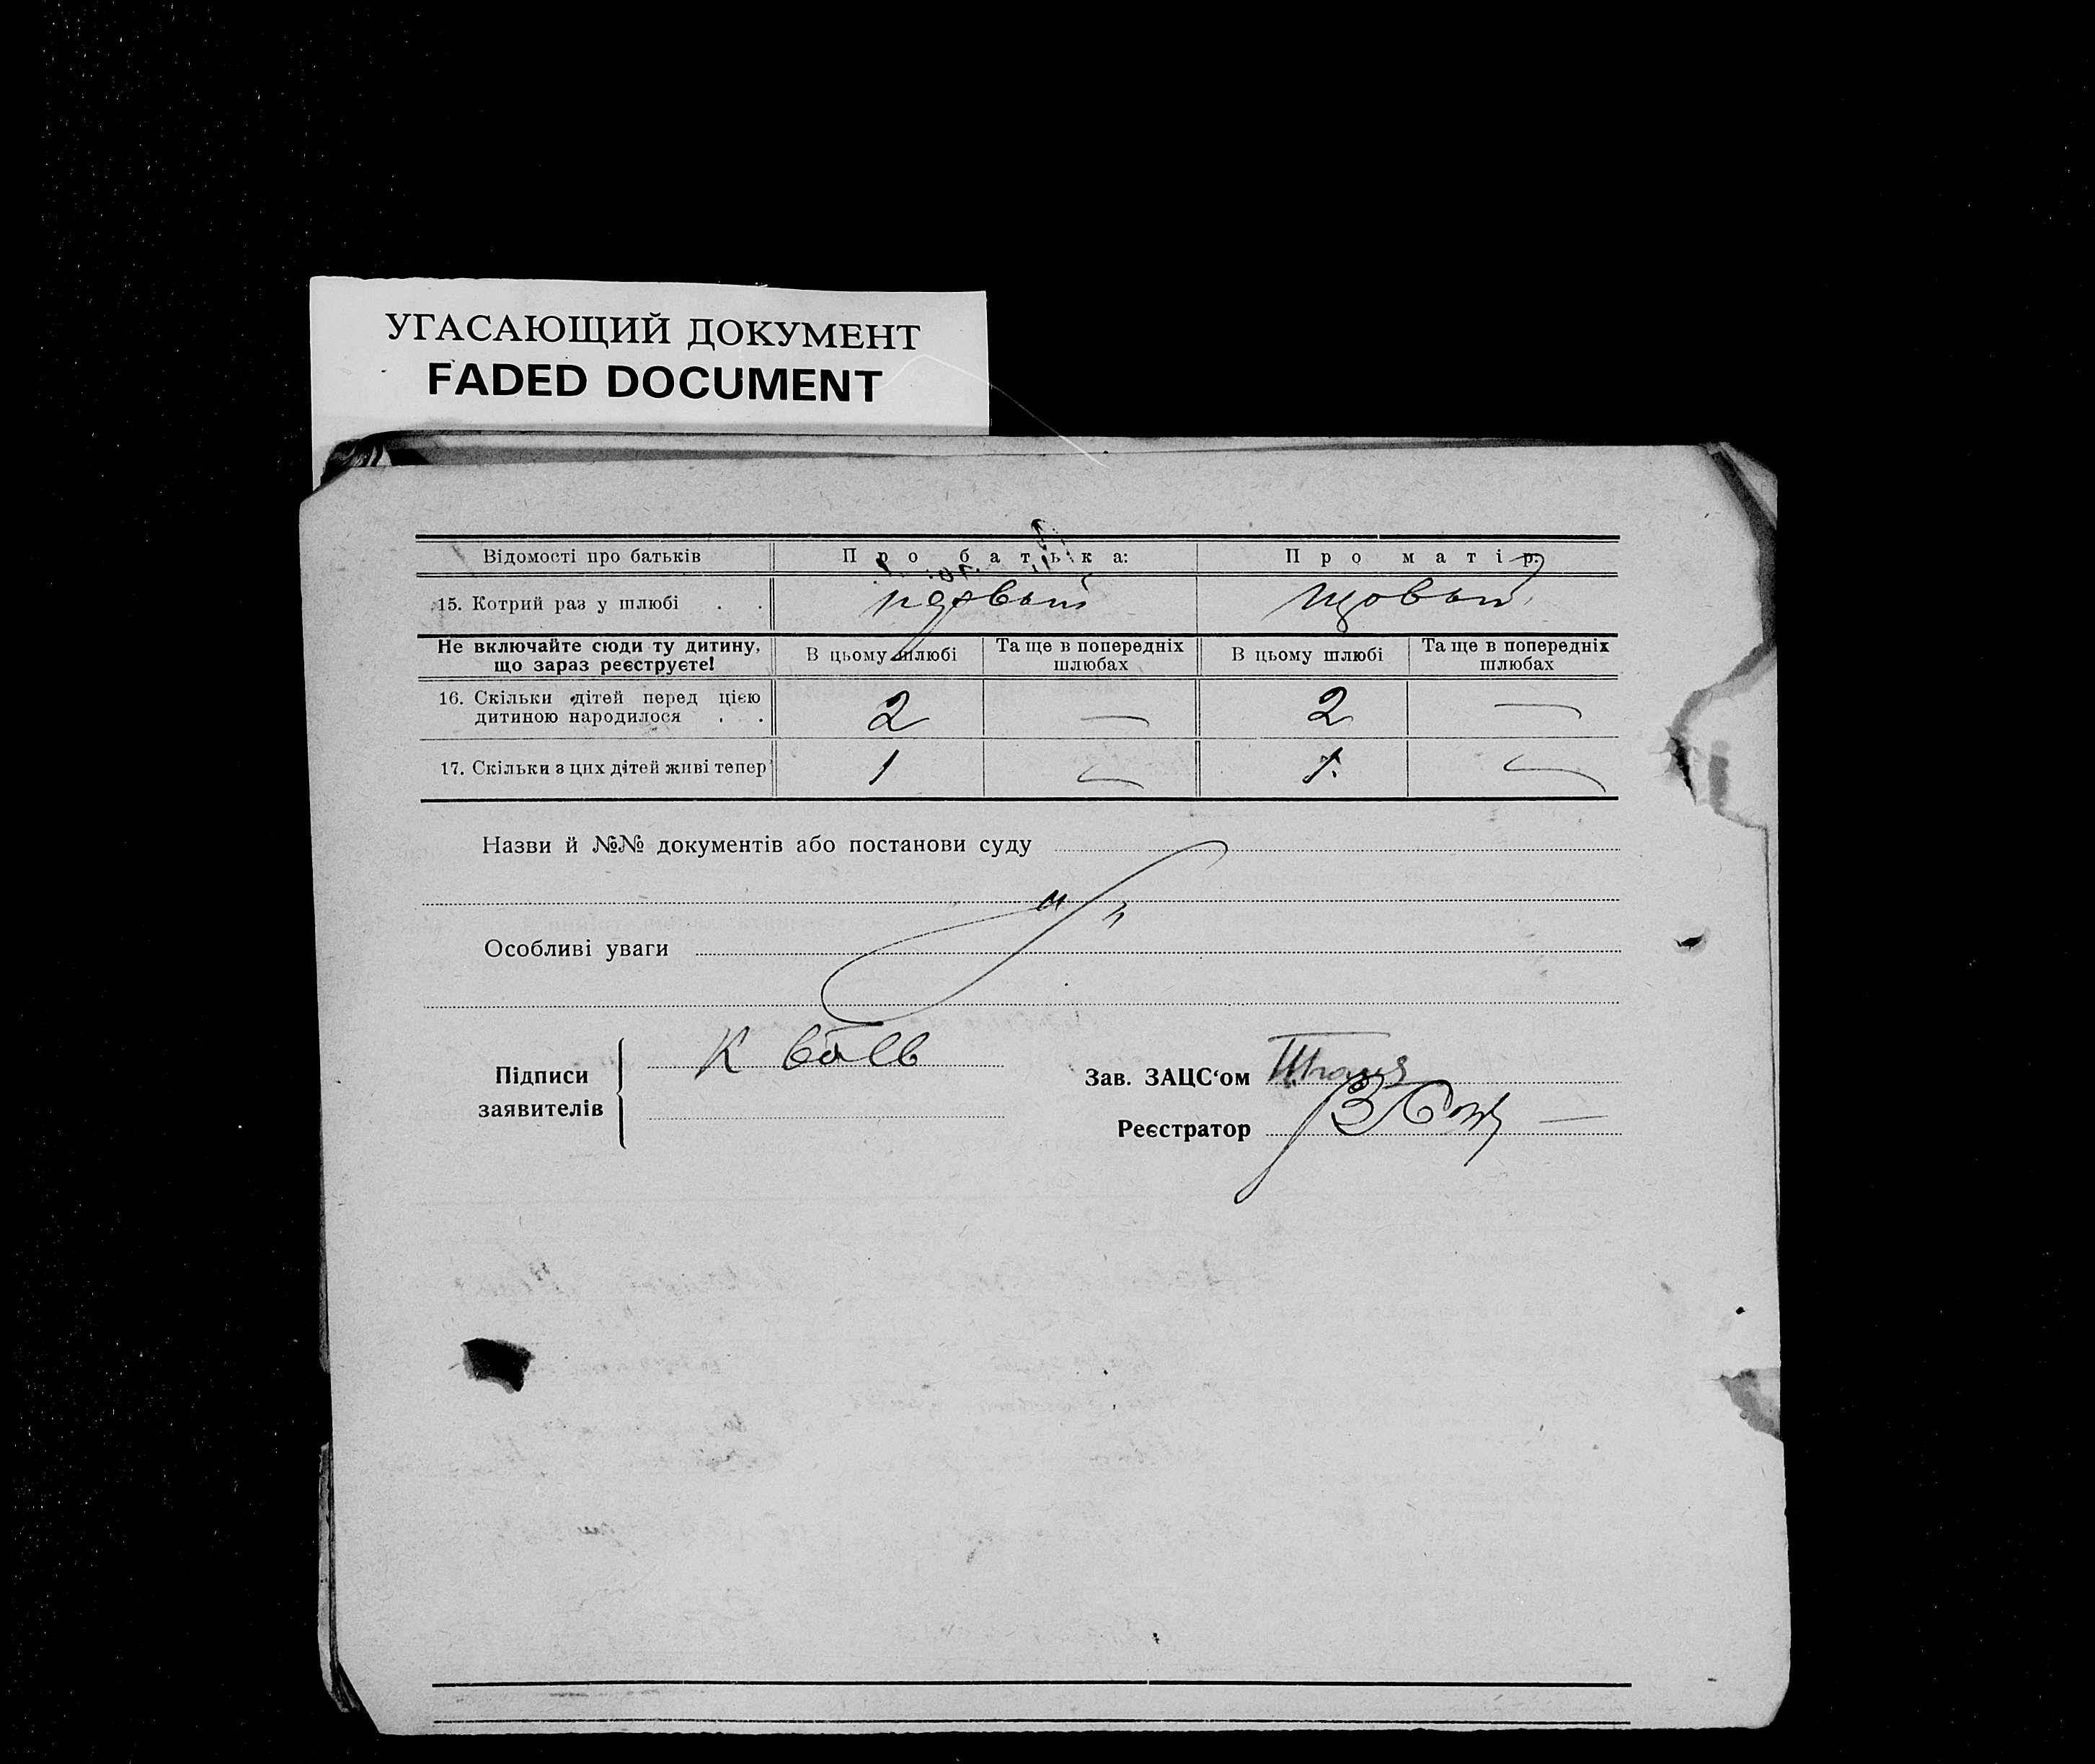 УГАСАЮЩИЙ ДОКУМЕНТ
FADED DOCUMENT
Відомості про батьків Про батька: Про матір:
15. Котрий раз у шлюбі . . первый
Не включайте сюди ту дитину, що зараз реєструєте! В цьому шлюбі Та ще в попередніх шлюбах В цьому шлюбі Та ще в попередніх шлюбах
16. Скільки дітей перед цією
дитиною народилося . . 2 — 2 —
17. Скільки з цих дітей живі тепер 1 — 1. —
Назви й №№ документів або постанови суду
Особливі уваги
Підписи
заявителів
Зав. ЗАЦС‘ом
Реєстратор